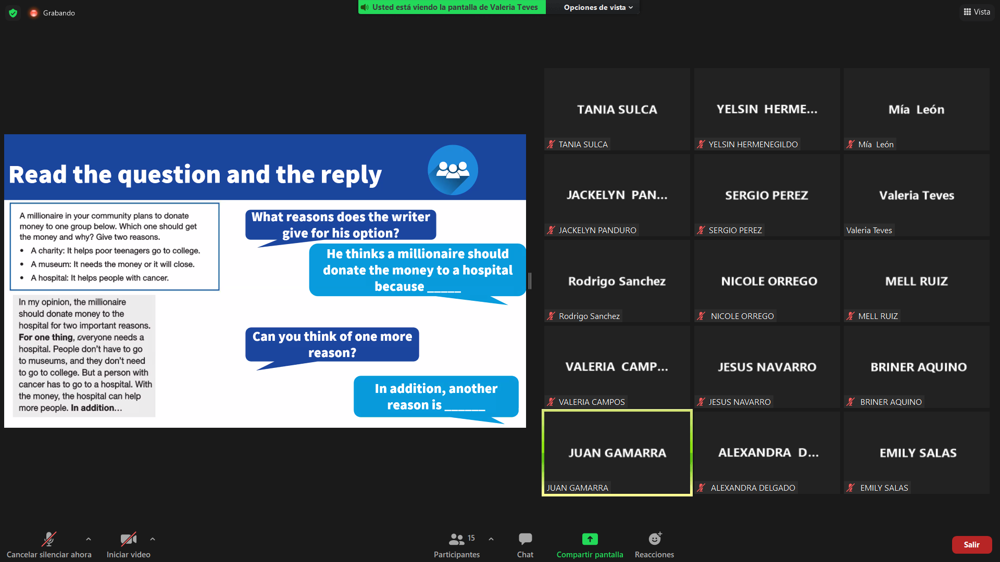 Grabando
Usted está viendo la pantalla de Valeria Teves
Opciones de vista
Vista
Read the question and the reply
A millionaire in your community plans to donate
money to one group below. Which one should get
the money and why? Give two reasons.
• A charity: It helps poor teenagers go to college.
• A museum: It needs the money or it will close.
• A hospital: It helps people with cancer.
In my opinion, the millionaire
should donate money to the
hospital for two important reasons.
For one thing, everyone needs a
hospital. People don't have to go
to museums, and they don't need
to go to college. But a person with
cancer has to go to a hospital. With
the money, the hospital can help
more people. In addition...
What reasons does the writer
give for his option?
He thinks a millionaire should
donate the money to a hospital
because _____
Can you think of one more
reason?
In addition, another
reason is ______
TANIA SULCA
TANIA SULCA
YELSIN HERME...
YELSIN HERMENEGILDO
Mía León
Mía León
JACKELYN PAN...
JACKELYN PANDURO
SERGIO PEREZ
SERGIO PEREZ
Valeria Teves
Valeria Teves
Rodrigo Sanchez
Rodrigo Sanchez
NICOLE ORREGO
NICOLE ORREGO
MELL RUIZ
MELL RUIZ
VALERIA CAMP...
VALERIA CAMPOS
JESUS NAVARRO
JESUS NAVARRO
BRINER AQUINO
BRINER AQUINO
JUAN GAMARRA
JUAN GAMARRA
ALEXANDRA D...
ALEXANDRA DELGADO
EMILY SALAS
EMILY SALAS
Cancelar silenciar ahora
Iniciar video
15
Participantes
Chat
Compartir pantalla
Reacciones
Salir